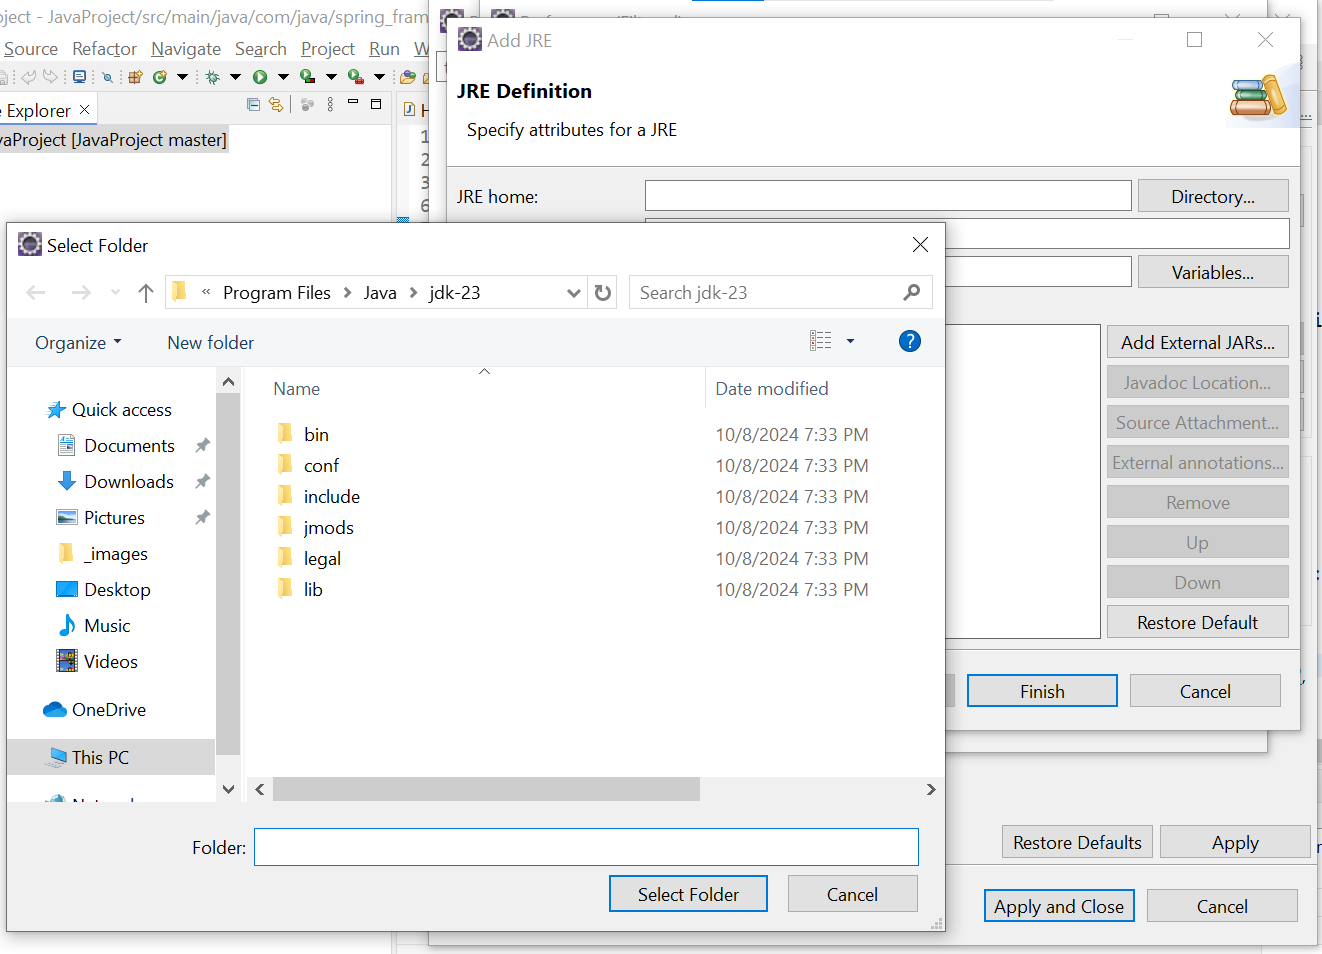 oject - JavaProject/src/main/java/com/java/spring_fram
Source Refactor Navigate Search Project Run W
Add JRE
JRE Definition
Specify attributes for a JRE
e Explorer
vaProject [JavaProject master]
1
2
3
6
JRE home:
Directory...
Variables...
Add External JARs...
Javadoc Location...
Source Attachment...
External annotations...
Remove
Up
Down
Restore Default
Finish
Cancel
Restore Defaults
Apply
Apply and Close
Cancel
Select Folder
« Program Files > Java > jdk-23
Search jdk-23
Organize
New folder
Name
Date modified
Quick access
Documents
Downloads
Pictures
_images
Desktop
Music
Videos
OneDrive
This PC
bin 10/8/2024 7:33 PM
conf 10/8/2024 7:33 PM
include 10/8/2024 7:33 PM
jmods 10/8/2024 7:33 PM
legal 10/8/2024 7:33 PM
lib 10/8/2024 7:33 PM
Folder:
Select Folder
Cancel